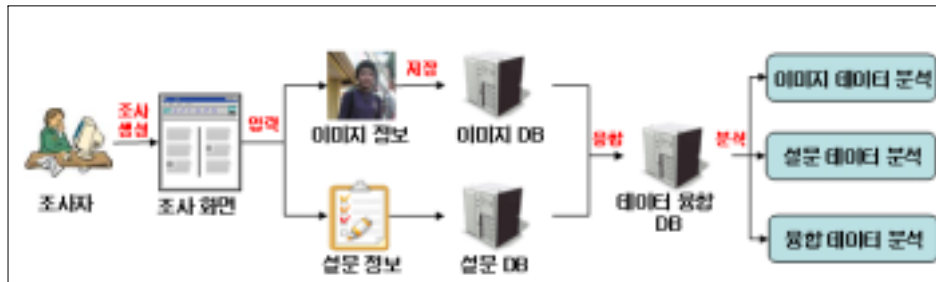 조사
생성
입력
저장
융합
분석
조사자
조사 화면
이미지 정보
이미지 DB
설문 정보
설문 DB
데이터 융합
DB
이미지 데이터 분석
설문 데이터 분석
융합 데이터 분석